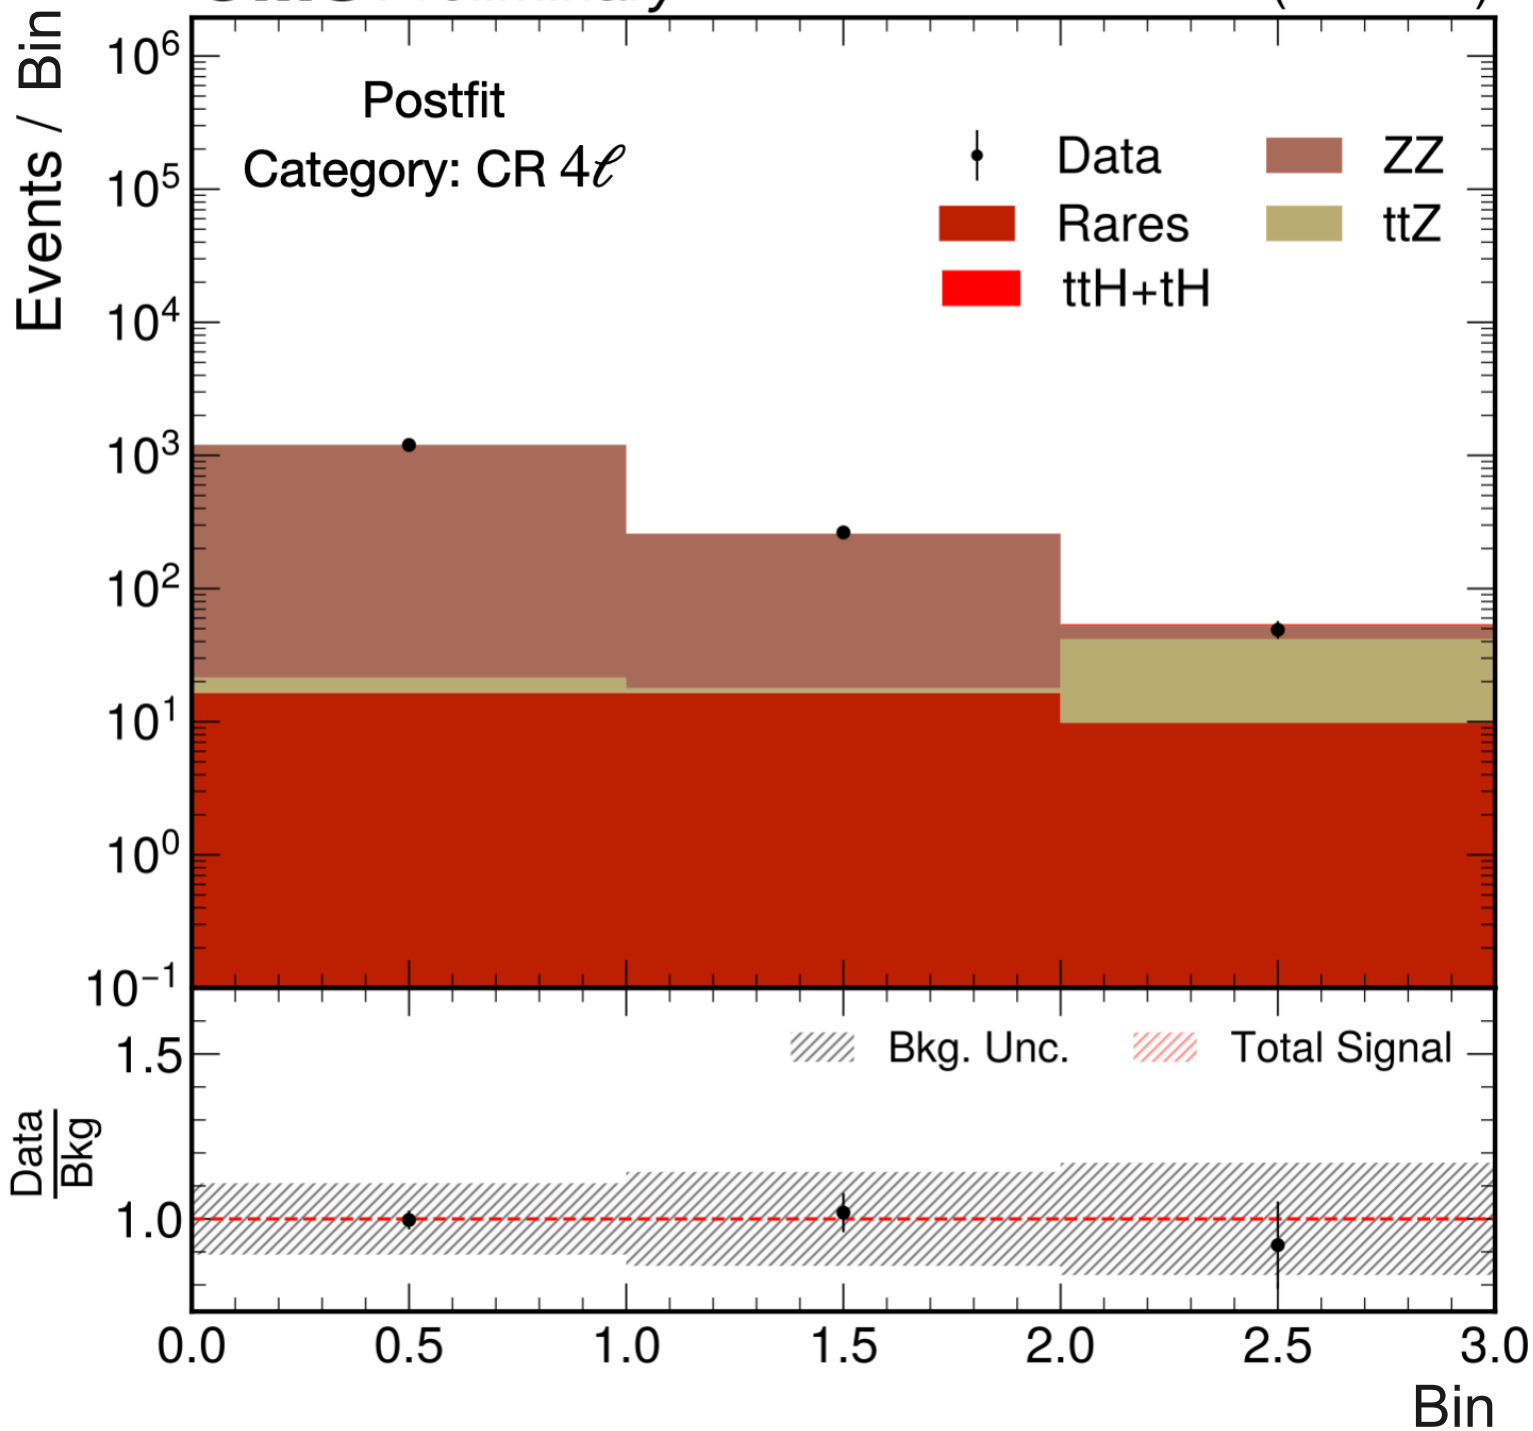 Events / Bin
10⁶
10⁵
10⁴
10³
10²
10¹
10⁰
10⁻¹
Postfit
Category: CR 4ℓ
Data
ZZ
Rares
ttZ
ttH+tH
Data
Bkg
1.5
1.0
Bkg. Unc.
Total Signal
0.0 0.5 1.0 1.5 2.0 2.5 3.0
Bin